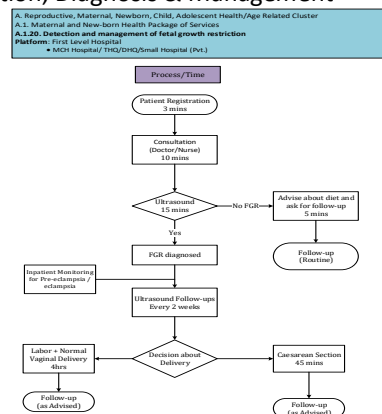 tion, Diagnosis & Management
A. Reproductive, Maternal, Newborn, Child, Adolescent Health/Age Related Cluster
A.1. Maternal and New-born Health Package of Services
A.1.20. Detection and management of fetal growth restriction
Platform: First Level Hospital
• MCH Hospital/ THQ/DHQ/Small Hospital (Pvt.)
Process/Time
Patient Registration
3 mins
Consultation
(Doctor/Nurse)
10 mins
Ultrasound
15 mins
No FGR
Advise about diet and
ask for follow-up
5 mins
Follow-up
(Routine)
Yes
FGR diagnosed
Inpatient Monitoring
for Pre-eclampsia /
eclampsia
Ultrasound Follow-ups
Every 2 weeks
Decision about
Delivery
Labor + Normal
Vaginal Delivery
4hrs
Follow-up
(as Advised)
Caesarean Section
45 mins
Follow-up
(as Advised)